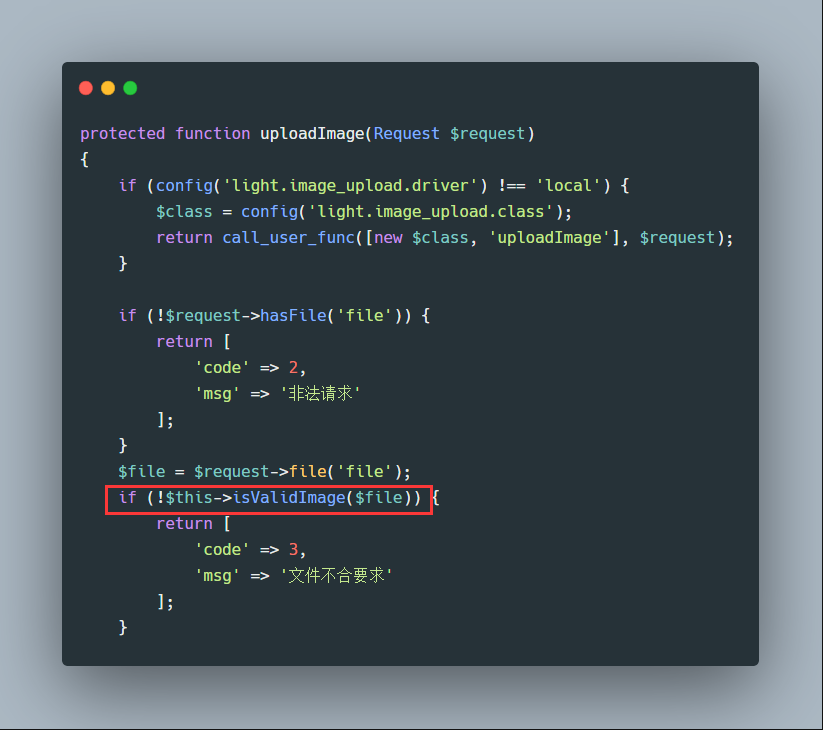 protected function uploadImage(Request $request)
{
    if (config('light.image_upload.driver') !== 'local') {
        $class = config('light.image_upload.class');
        return call_user_func([new $class, 'uploadImage'], $request);
    }

    if (!$request->hasFile('file')) {
        return [
            'code' => 2,
            'msg' => '非法请求'
        ];
    }
    $file = $request->file('file');
    if (!$this->isValidImage($file)) {
        return [
            'code' => 3,
            'msg' => '文件不合要求'
        ];
    }